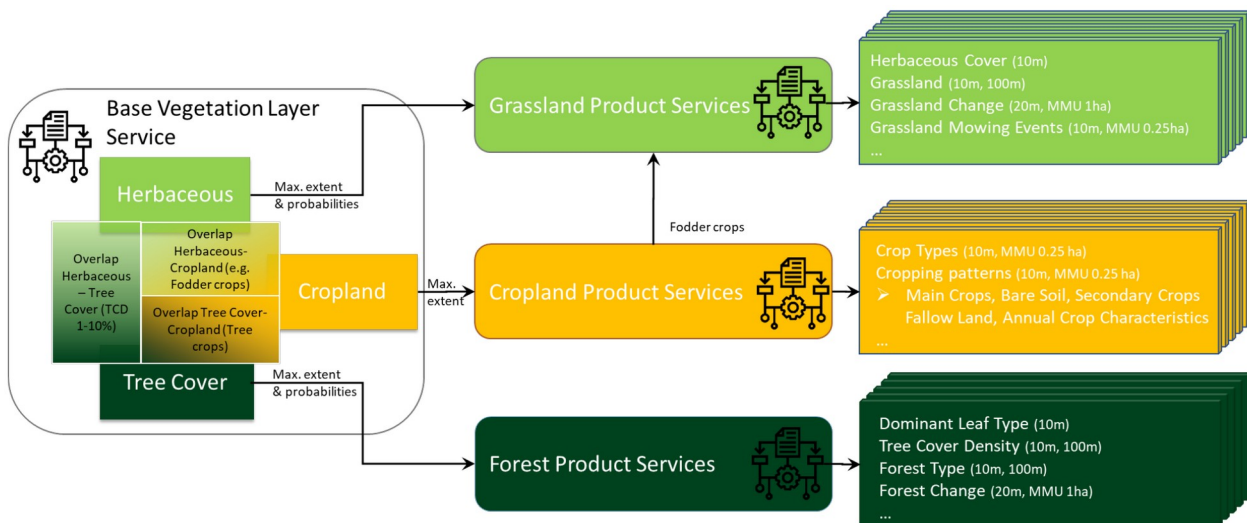 Base Vegetation Layer
Service
Herbaceous
Overlap
Herbaceous
– Tree
Cover (TCD
1-10%)
Overlap
Herbaceous-
Cropland (e.g.
Fodder crops)
Overlap Tree Cover-
Cropland (Tree
crops)
Cropland
Tree Cover
Max. extent
& probabilities
Max.
extent
Max. extent
& probabilities
Grassland Product Services
Fodder crops
Cropland Product Services
Forest Product Services
Herbaceous Cover (10m)
Grassland (10m, 100m)
Grassland Change (20m, MMU 1ha)
Grassland Mowing Events (10m, MMU 0.25ha)
...
Crop Types (10m, MMU 0.25 ha)
Cropping patterns (10m, MMU 0.25 ha)
➢ Main Crops, Bare Soil, Secondary Crops
Fallow Land, Annual Crop Characteristics
...
Dominant Leaf Type (10m)
Tree Cover Density (10m, 100m)
Forest Type (10m, 100m)
Forest Change (20m, MMU 1ha)
...